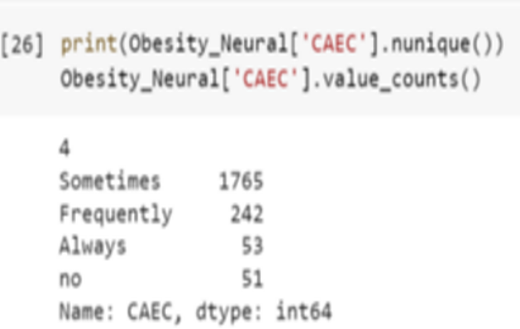 [26] print(Obesity_Neural['CAEC'].nunique())
Obesity_Neural['CAEC'].value_counts()
4
Sometimes 1765
Frequently 242
Always 53
no 51
Name: CAEC, dtype: int64